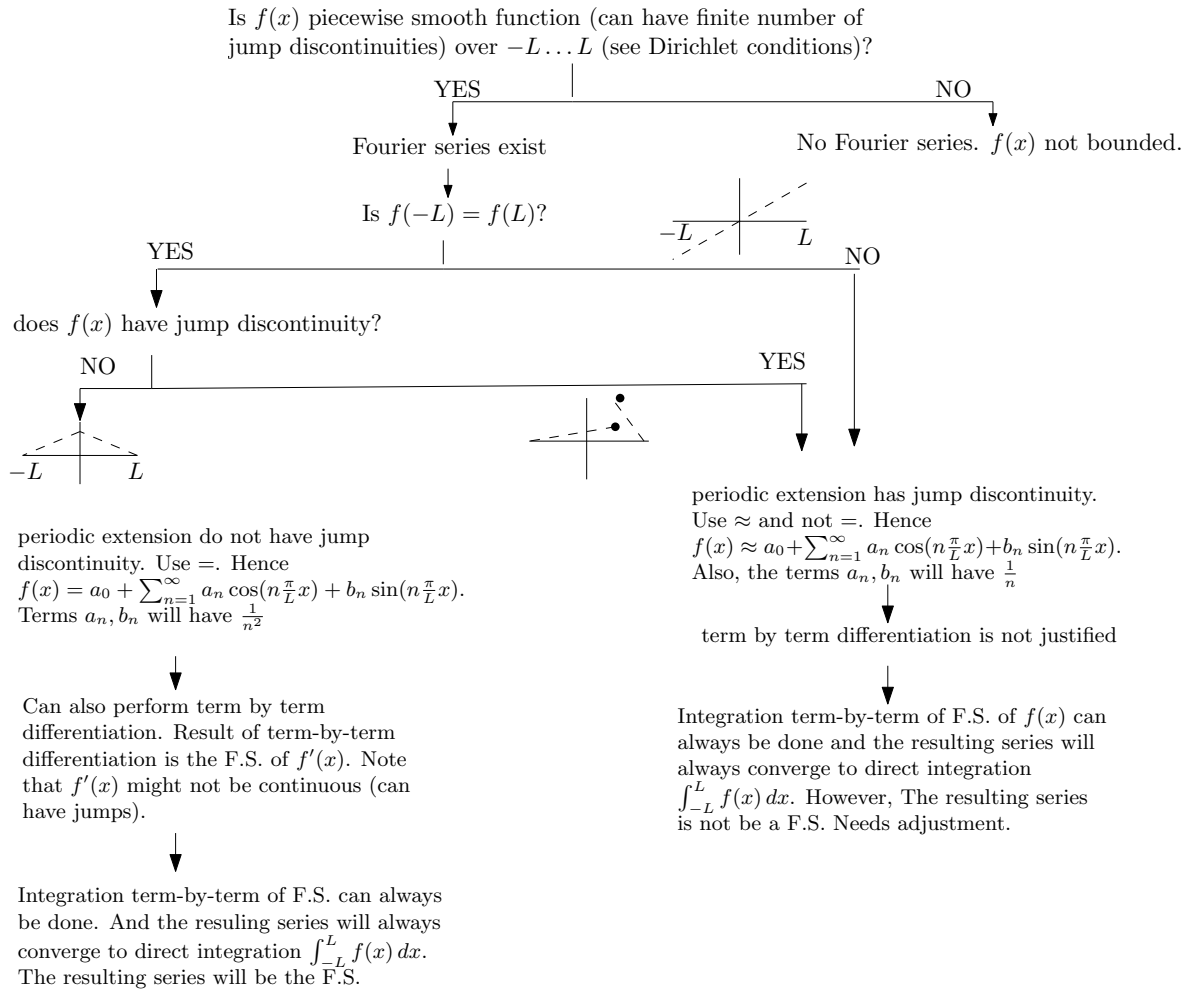 Is f(x) piecewise smooth function (can have finite number of
jump discontinuities) over −L…L (see Dirichlet conditions)?
YES
NO
Fourier series exist
No Fourier series. f(x) not bounded.
Is f(−L) = f(L)?
−L
L
YES
NO
does f(x) have jump discontinuity?
NO
YES
−L
L
periodic extension has jump discontinuity.
Use ≈ and not =. Hence
f(x) ≈ a₀+∑ₙ₌₁^∞ aₙ cos(n π/L x)+bₙ sin(n π/L x).
Also, the terms aₙ, bₙ will have 1/n
term by term differentiation is not justified
Integration term-by-term of F.S. of f(x) can
always be done and the resulting series will
always converge to direct integration
∫_{−L}^{L} f(x) dx. However, The resulting series
is not be a F.S. Needs adjustment.
periodic extension do not have jump
discontinuity. Use =. Hence
f(x) = a₀ + ∑ₙ₌₁^∞ aₙ cos(n π/L x) + bₙ sin(n π/L x).
Terms aₙ, bₙ will have 1/n²
Can also perform term by term
differentiation. Result of term-by-term
differentiation is the F.S. of f′(x). Note
that f′(x) might not be continuous (can
have jumps).
Integration term-by-term of F.S. can always
be done. And the resuling series will always
converge to direct integration ∫_{−L}^{L} f(x) dx.
The resulting series will be the F.S.